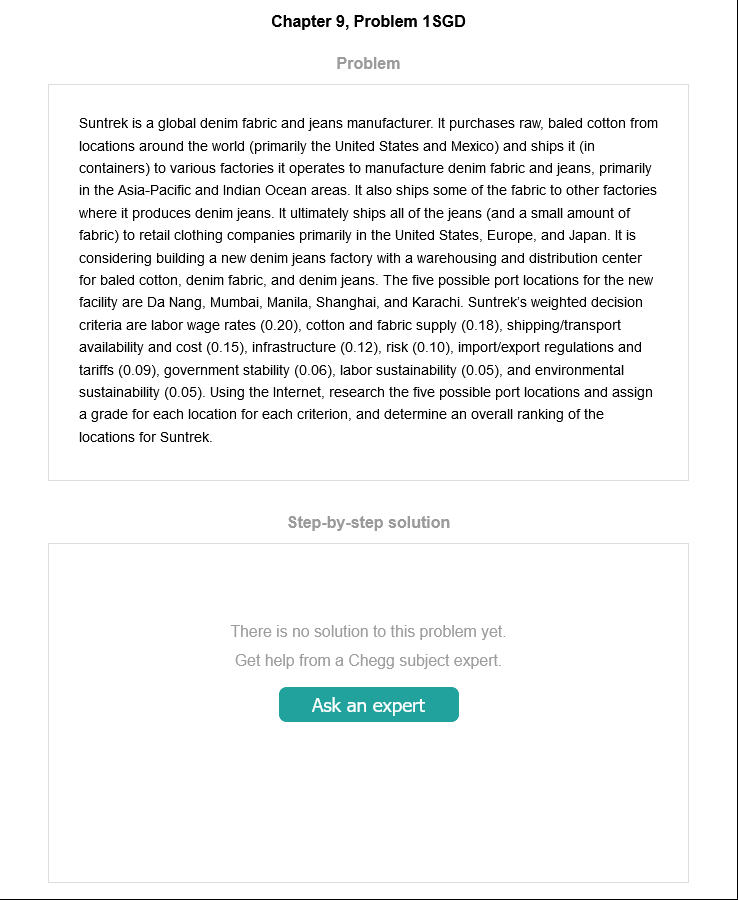 Chapter 9, Problem 1SGD
Problem
Suntrek is a global denim fabric and jeans manufacturer. It purchases raw, baled cotton from
locations around the world (primarily the United States and Mexico) and ships it (in
containers) to various factories it operates to manufacture denim fabric and jeans, primarily
in the Asia-Pacific and Indian Ocean areas. It also ships some of the fabric to other factories
where it produces denim jeans. It ultimately ships all of the jeans (and a small amount of
fabric) to retail clothing companies primarily in the United States, Europe, and Japan. It is
considering building a new denim jeans factory with a warehousing and distribution center
for baled cotton, denim fabric, and denim jeans. The five possible port locations for the new
facility are Da Nang, Mumbai, Manila, Shanghai, and Karachi. Suntrek's weighted decision
criteria are labor wage rates (0.20), cotton and fabric supply (0.18), shipping/transport
availability and cost (0.15), infrastructure (0.12), risk (0.10), import/export regulations and
tariffs (0.09), government stability (0.06), labor sustainability (0.05), and environmental
sustainability (0.05). Using the Internet, research the five possible port locations and assign
a grade for each location for each criterion, and determine an overall ranking of the
locations for Suntrek.
Step-by-step solution
There is no solution to this problem yet.
Get help from a Chegg subject expert.
Ask an expert